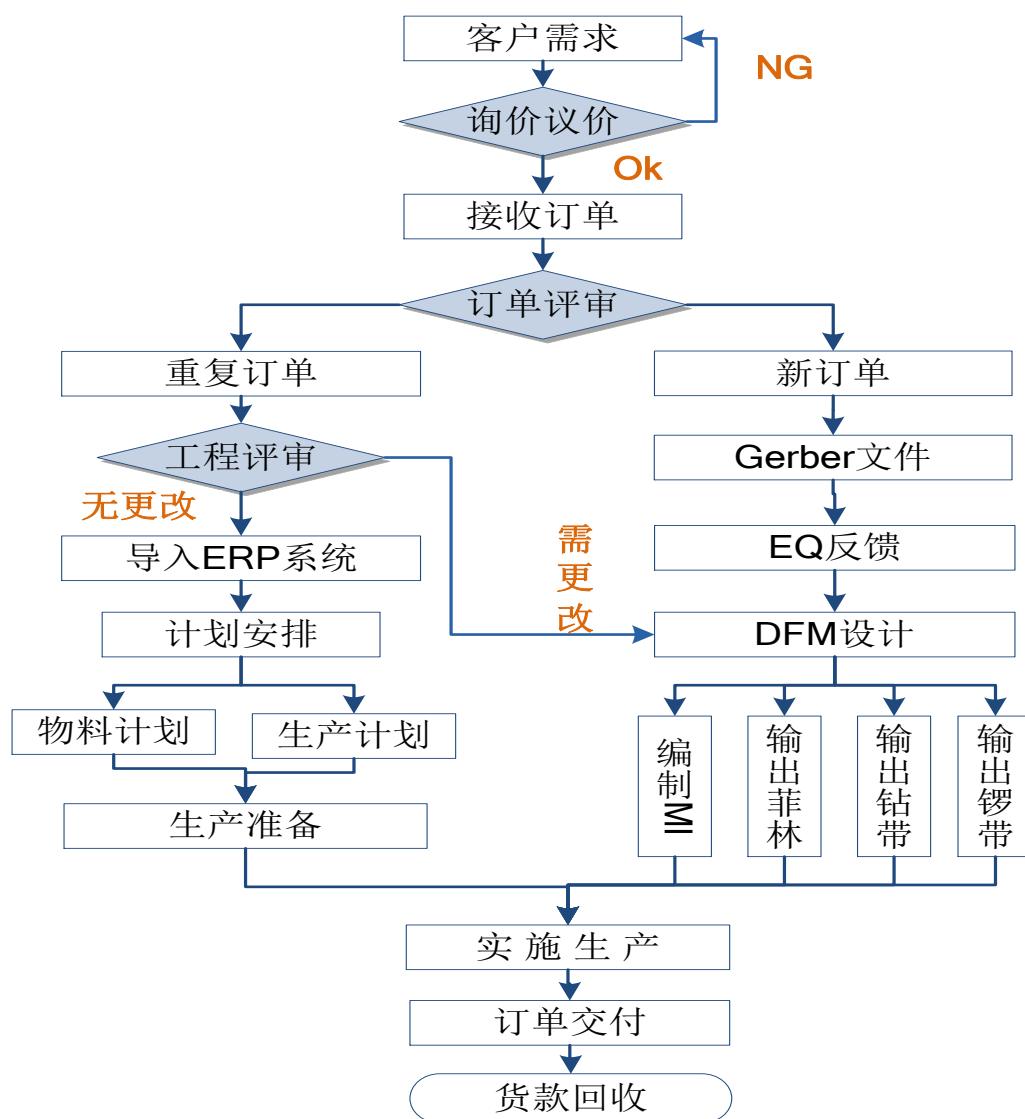 客户需求
NG
询价议价
Ok
接收订单
订单评审
重复订单
新订单
工程评审
Gerber文件
无更改
需更改
导入ERP系统
EQ反馈
计划安排
DFM设计
物料计划
生产计划
编制MI
输出菲林
输出钻带
输出锣带
生产准备
实施生产
订单交付
货款回收